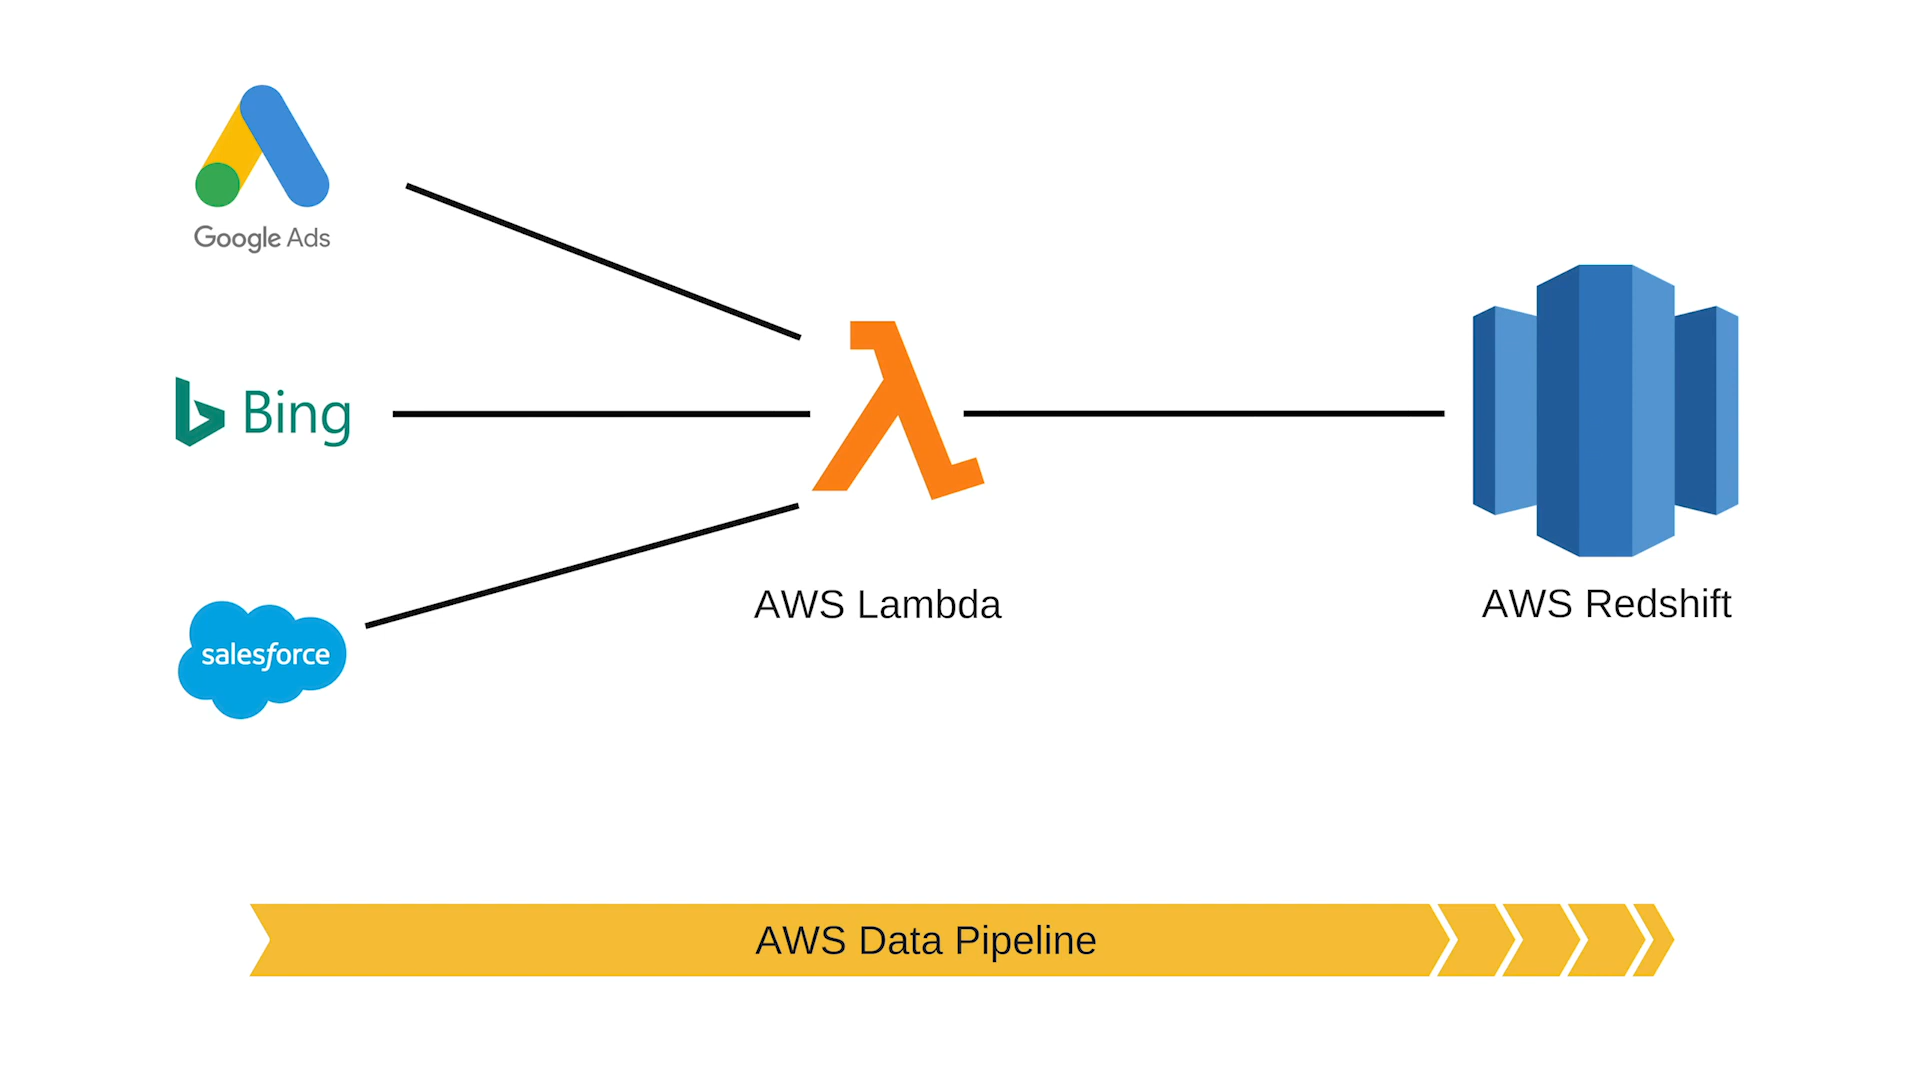 Google Ads
Bing
salesforce
AWS Lambda
AWS Redshift
AWS Data Pipeline